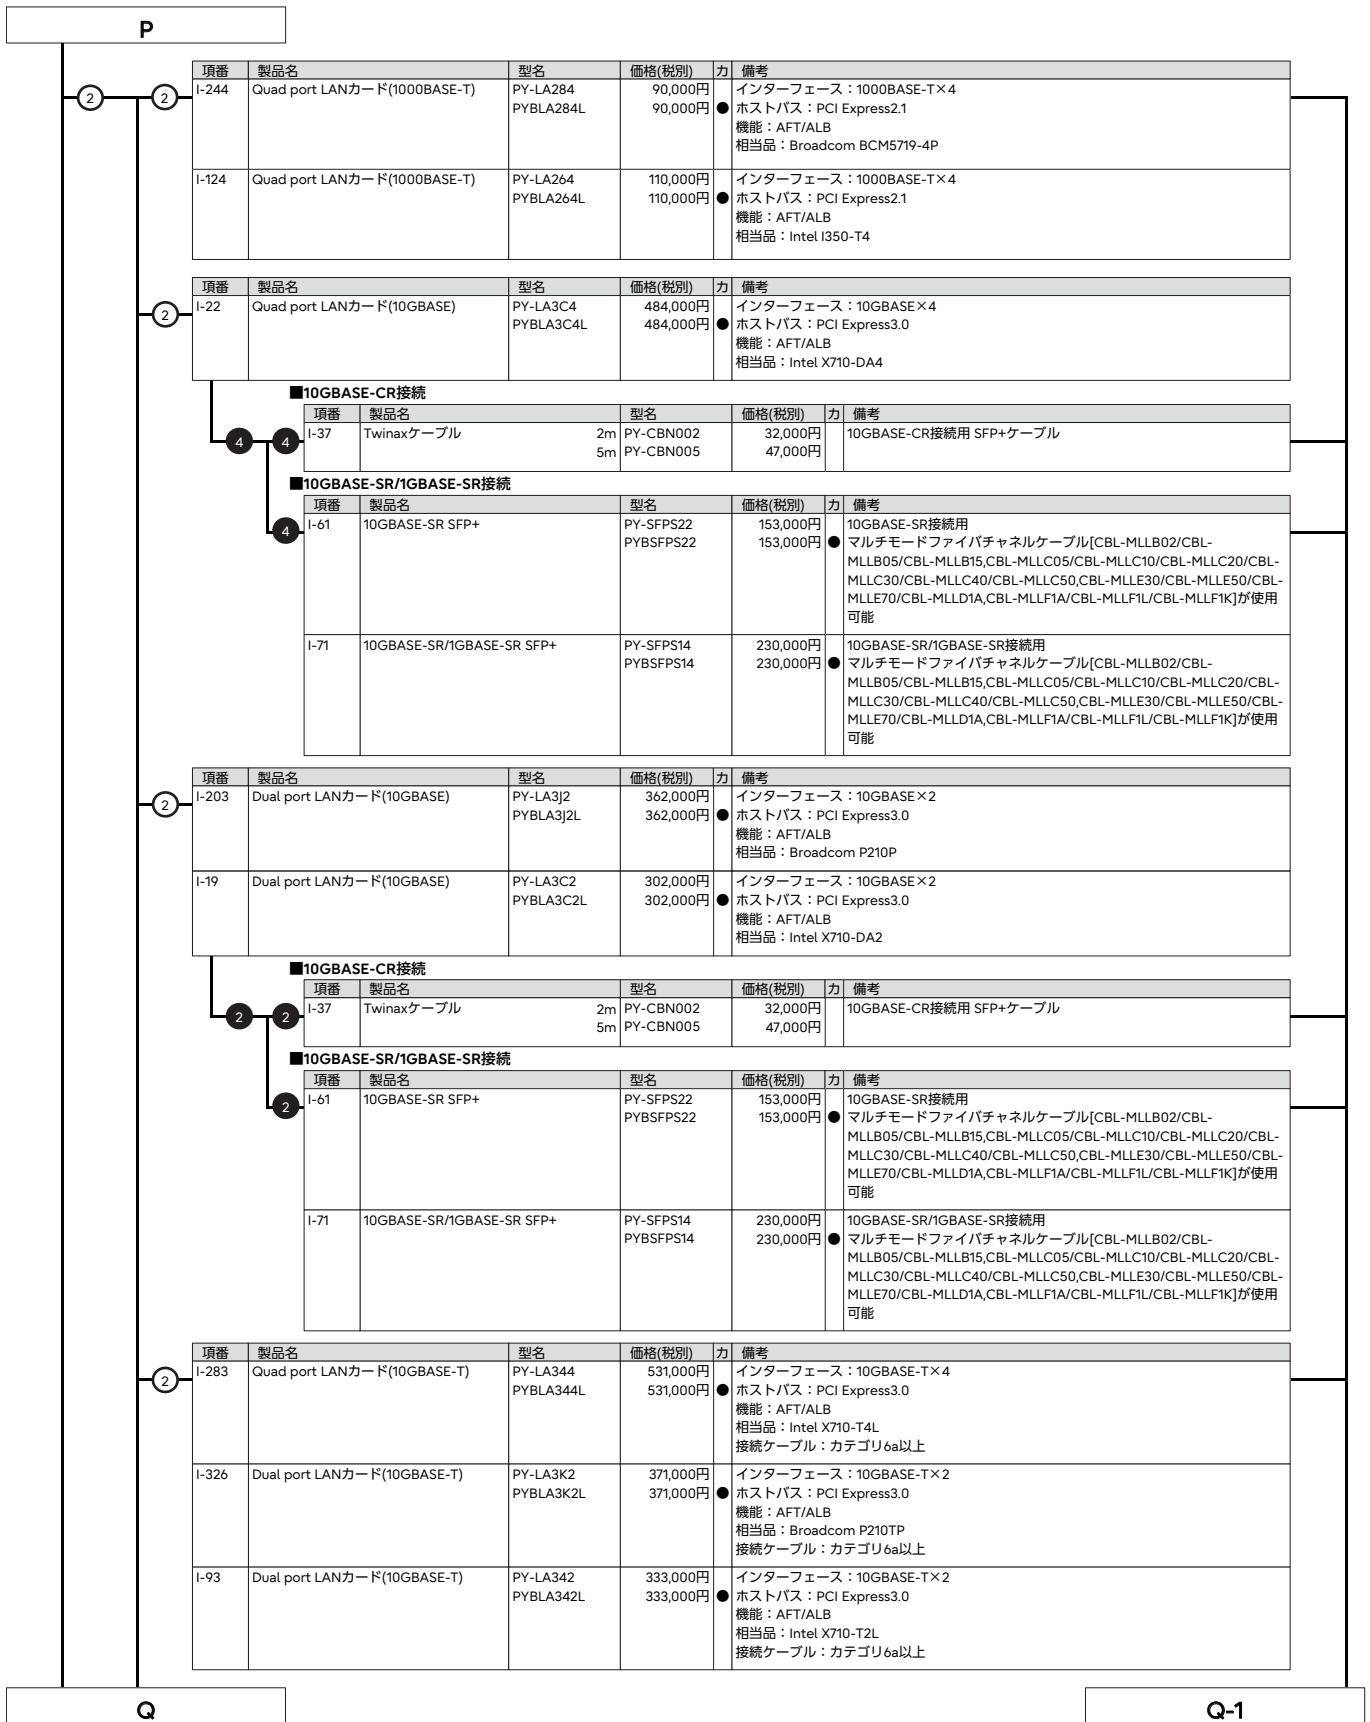 P
項番 製品名 型名 価格(税別) カ 備考
2 2 I-244 Quad port LANカード(1000BASE-T) PY-LA284 90,000円 インターフェース：1000BASE-T×4
PYBLA284L 90,000円 ● ホストバス：PCI Express2.1
機能：AFT/ALB
相当品：Broadcom BCM5719-4P
I-124 Quad port LANカード(1000BASE-T) PY-LA264 110,000円 インターフェース：1000BASE-T×4
PYBLA264L 110,000円 ● ホストバス：PCI Express2.1
機能：AFT/ALB
相当品：Intel I350-T4
項番 製品名 型名 価格(税別) カ 備考
2 I-22 Quad port LANカード(10GBASE) PY-LA3C4 484,000円 インターフェース：10GBASE×4
PYBLA3C4L 484,000円 ● ホストバス：PCI Express3.0
機能：AFT/ALB
相当品：Intel X710-DA4
■10GBASE-CR接続
項番 製品名 型名 価格(税別) カ 備考
4 4 I-37 Twinaxケーブル 2m PY-CBN002 32,000円 10GBASE-CR接続用 SFP+ケーブル
5m PY-CBN005 47,000円
■10GBASE-SR/1GBASE-SR接続
項番 製品名 型名 価格(税別) カ 備考
4 I-61 10GBASE-SR SFP+ PY-SFPS22 153,000円 10GBASE-SR接続用
PYBSFPS22 153,000円 ● マルチモードファイバチャネルケーブル[CBL-MLLB02/CBL-
MLLB05/CBL-MLLB15,CBL-MLLC05/CBL-MLLC10/CBL-MLLC20/CBL-
MLLC30/CBL-MLLC40/CBL-MLLC50,CBL-MLLE30/CBL-MLLE50/CBL-
MLLE70/CBL-MLLD1A,CBL-MLLF1A/CBL-MLLF1L/CBL-MLLF1K]が使用
可能
I-71 10GBASE-SR/1GBASE-SR SFP+ PY-SFPS14 230,000円 10GBASE-SR/1GBASE-SR接続用
PYBSFPS14 230,000円 ● マルチモードファイバチャネルケーブル[CBL-MLLB02/CBL-
MLLB05/CBL-MLLB15,CBL-MLLC05/CBL-MLLC10/CBL-MLLC20/CBL-
MLLC30/CBL-MLLC40/CBL-MLLC50,CBL-MLLE30/CBL-MLLE50/CBL-
MLLE70/CBL-MLLD1A,CBL-MLLF1A/CBL-MLLF1L/CBL-MLLF1K]が使用
可能
項番 製品名 型名 価格(税別) カ 備考
2 I-203 Dual port LANカード(10GBASE) PY-LA3J2 362,000円 インターフェース：10GBASE×2
PYBLA3J2L 362,000円 ● ホストバス：PCI Express3.0
機能：AFT/ALB
相当品：Broadcom P210P
I-19 Dual port LANカード(10GBASE) PY-LA3C2 302,000円 インターフェース：10GBASE×2
PYBLA3C2L 302,000円 ● ホストバス：PCI Express3.0
機能：AFT/ALB
相当品：Intel X710-DA2
■10GBASE-CR接続
項番 製品名 型名 価格(税別) カ 備考
2 2 I-37 Twinaxケーブル 2m PY-CBN002 32,000円 10GBASE-CR接続用 SFP+ケーブル
5m PY-CBN005 47,000円
■10GBASE-SR/1GBASE-SR接続
項番 製品名 型名 価格(税別) カ 備考
2 I-61 10GBASE-SR SFP+ PY-SFPS22 153,000円 10GBASE-SR接続用
PYBSFPS22 153,000円 ● マルチモードファイバチャネルケーブル[CBL-MLLB02/CBL-
MLLB05/CBL-MLLB15,CBL-MLLC05/CBL-MLLC10/CBL-MLLC20/CBL-
MLLC30/CBL-MLLC40/CBL-MLLC50,CBL-MLLE30/CBL-MLLE50/CBL-
MLLE70/CBL-MLLD1A,CBL-MLLF1A/CBL-MLLF1L/CBL-MLLF1K]が使用
可能
I-71 10GBASE-SR/1GBASE-SR SFP+ PY-SFPS14 230,000円 10GBASE-SR/1GBASE-SR接続用
PYBSFPS14 230,000円 ● マルチモードファイバチャネルケーブル[CBL-MLLB02/CBL-
MLLB05/CBL-MLLB15,CBL-MLLC05/CBL-MLLC10/CBL-MLLC20/CBL-
MLLC30/CBL-MLLC40/CBL-MLLC50,CBL-MLLE30/CBL-MLLE50/CBL-
MLLE70/CBL-MLLD1A,CBL-MLLF1A/CBL-MLLF1L/CBL-MLLF1K]が使用
可能
項番 製品名 型名 価格(税別) カ 備考
2 I-283 Quad port LANカード(10GBASE-T) PY-LA344 531,000円 インターフェース：10GBASE-T×4
PYBLA344L 531,000円 ● ホストバス：PCI Express3.0
機能：AFT/ALB
相当品：Intel X710-T4L
接続ケーブル：カテゴリ6a以上
I-326 Dual port LANカード(10GBASE-T) PY-LA3K2 371,000円 インターフェース：10GBASE-T×2
PYBLA3K2L 371,000円 ● ホストバス：PCI Express3.0
機能：AFT/ALB
相当品：Broadcom P210TP
接続ケーブル：カテゴリ6a以上
I-93 Dual port LANカード(10GBASE-T) PY-LA342 333,000円 インターフェース：10GBASE-T×2
PYBLA342L 333,000円 ● ホストバス：PCI Express3.0
機能：AFT/ALB
相当品：Intel X710-T2L
接続ケーブル：カテゴリ6a以上
Q Q-1